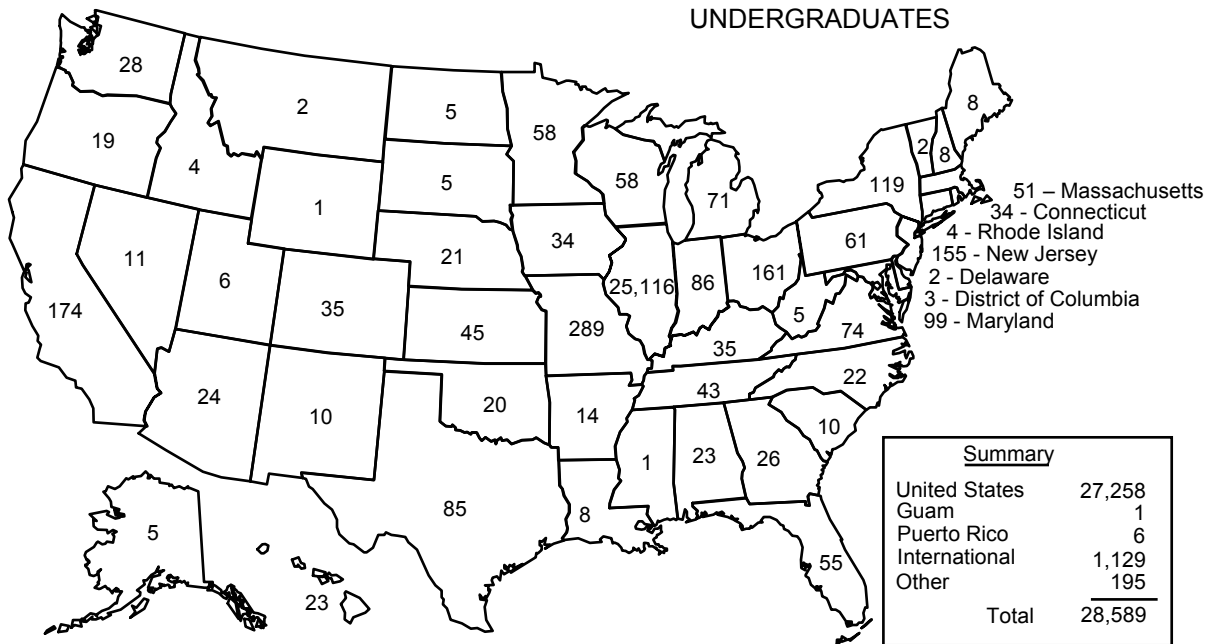 UNDERGRADUATES
28
2
5
58
8
19
4
5
58
71
119
2
8
1
51 – Massachusetts
34 - Connecticut
4 - Rhode Island
155 - New Jersey
2 - Delaware
3 - District of Columbia
99 - Maryland
11
6
21
34
61
174
35
45
25,116
86
161
5
74
289
35
24
10
20
14
43
22
10
1
23
26
85
8
55
5
23
Summary
United States 27,258
Guam 1
Puerto Rico 6
International 1,129
Other 195
Total 28,589